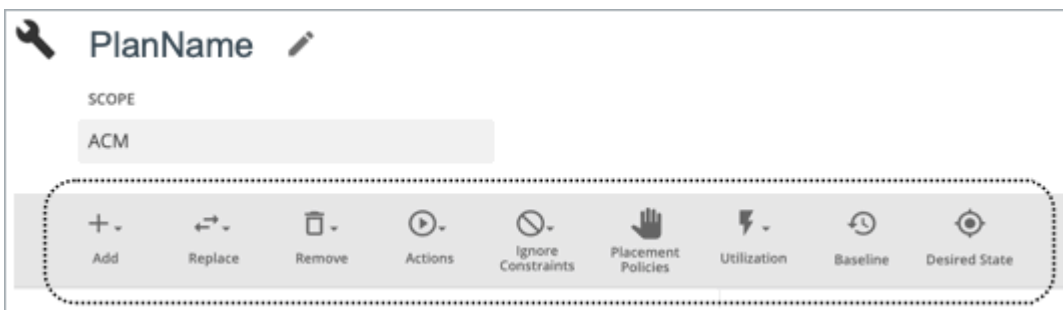 PlanName
SCOPE
ACM
Add
Replace
Remove
Actions
Ignore
Constraints
Placement
Policies
Utilization
Baseline
Desired State